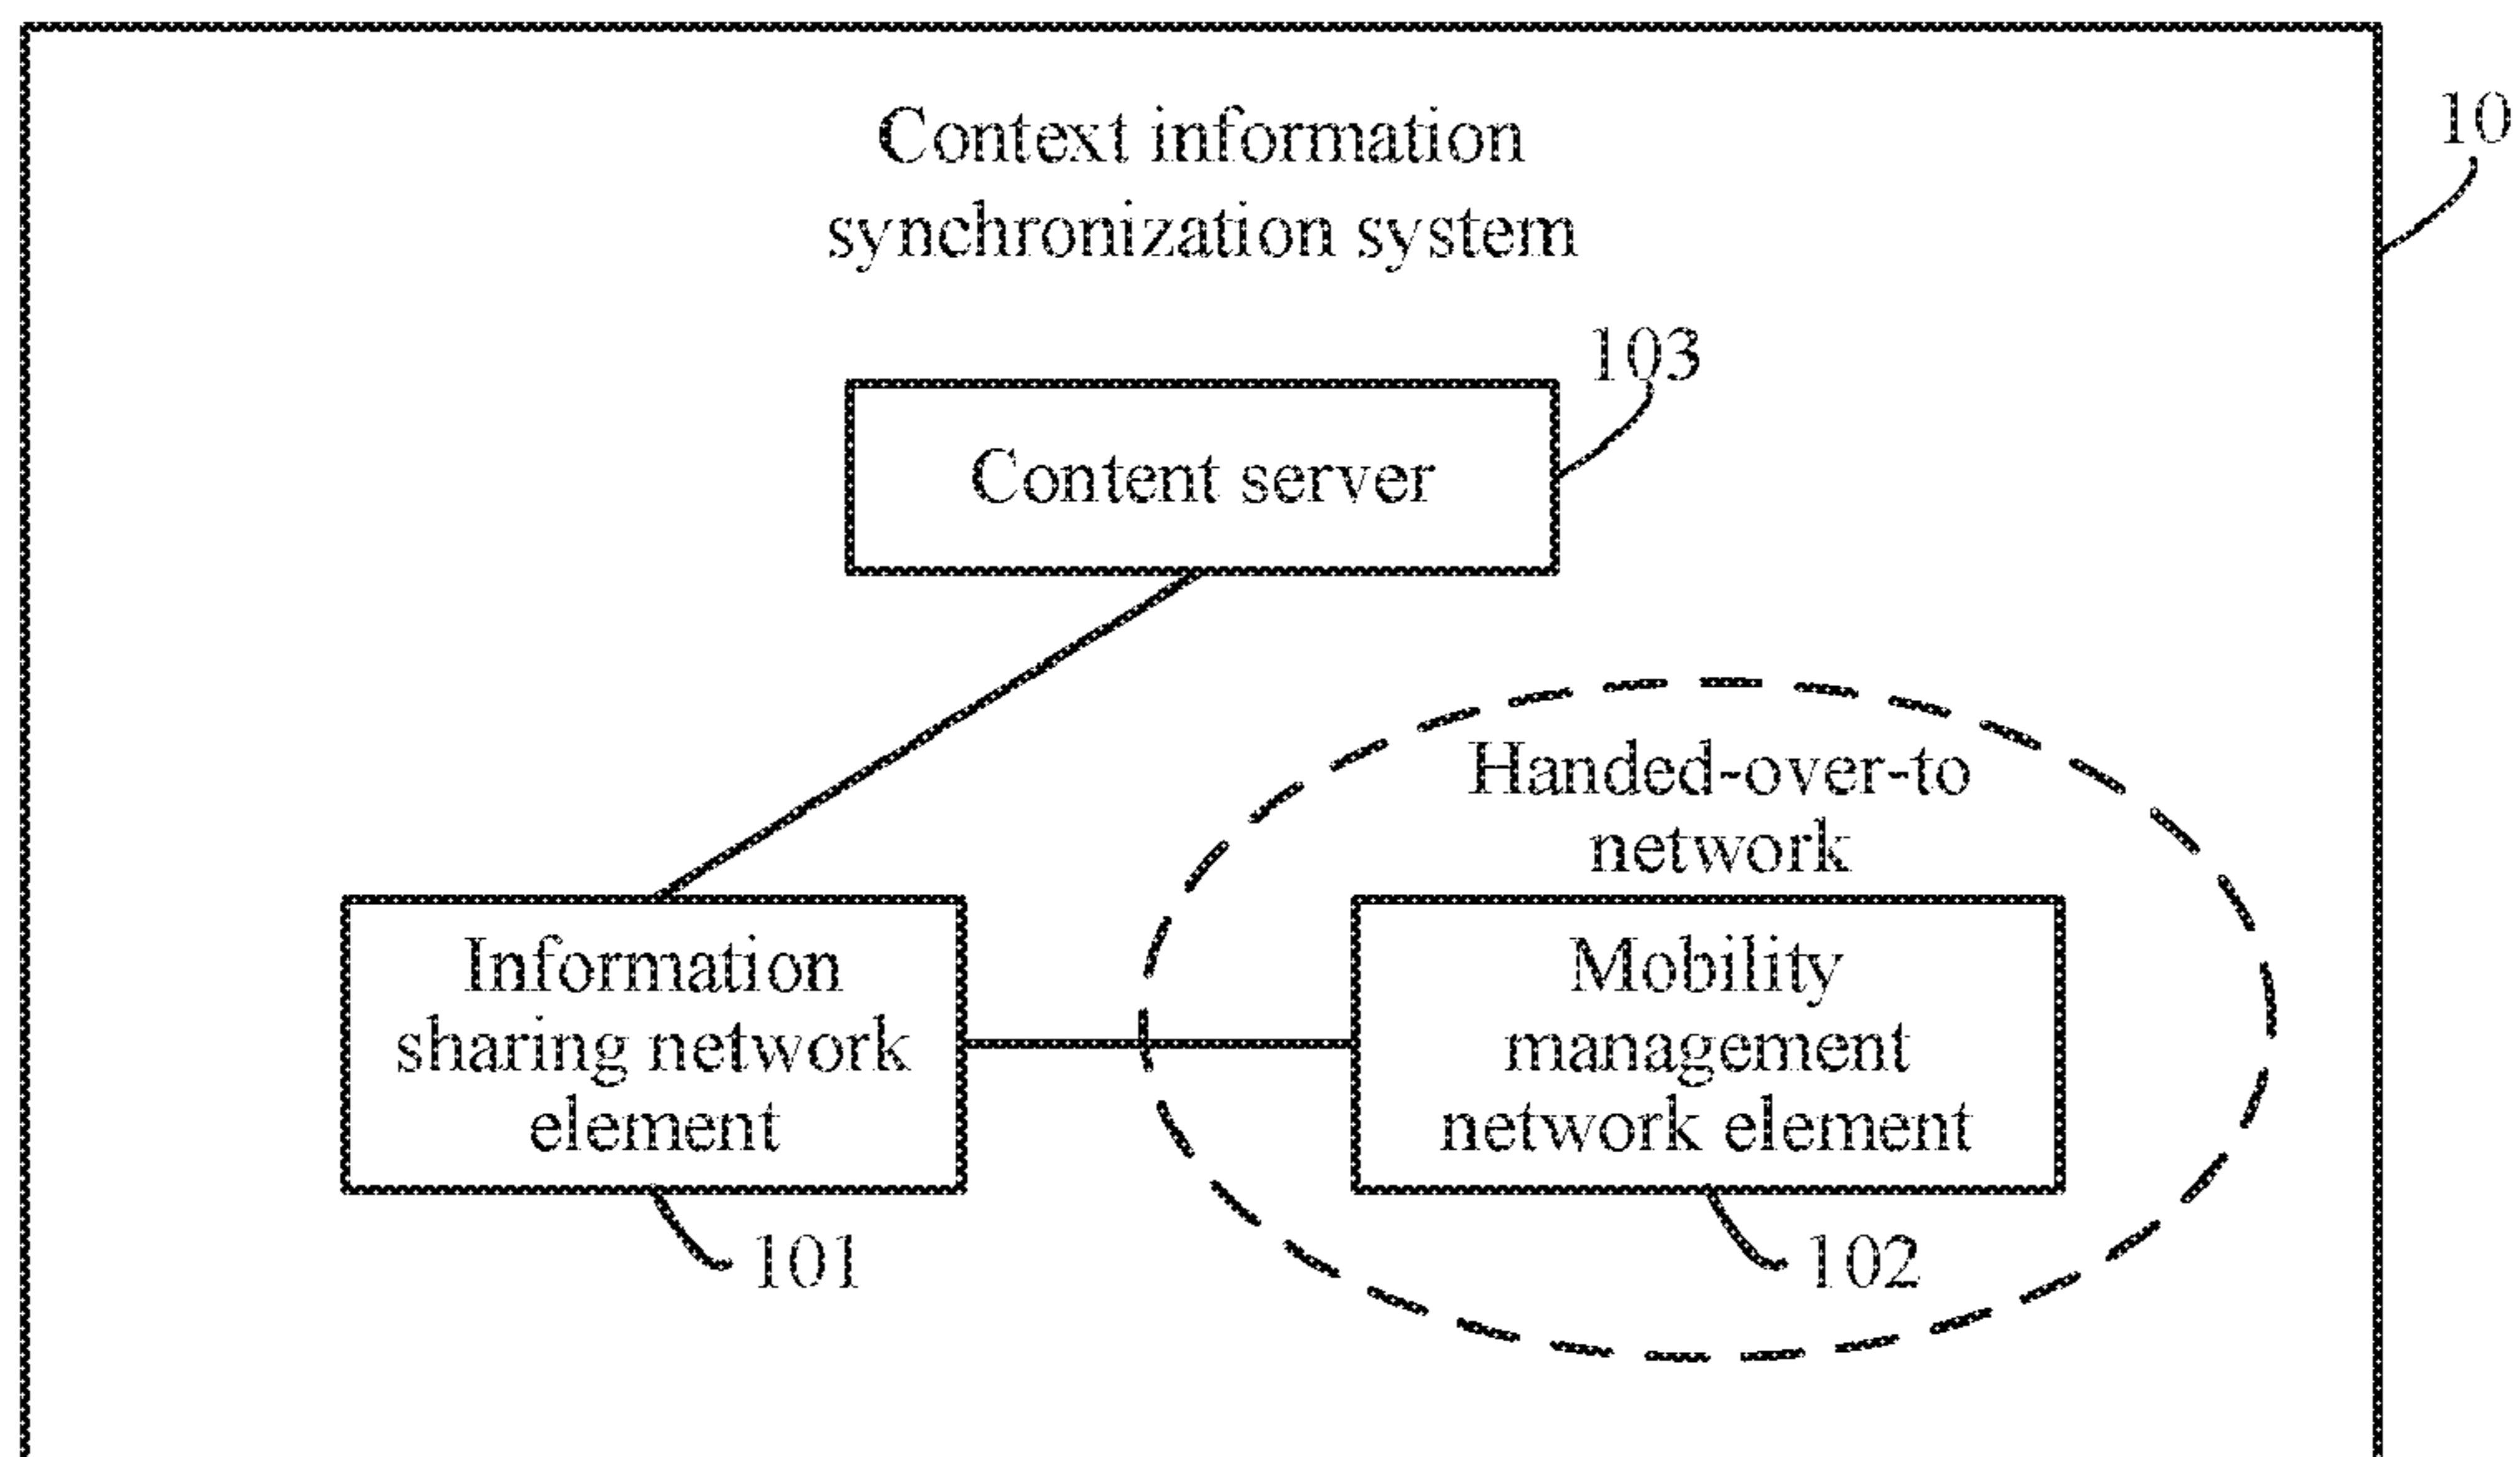 10
Context information
synchronization system
103
Content server
Handed-over-to
network
Information
sharing network
element
Mobility
management
network element
101
102